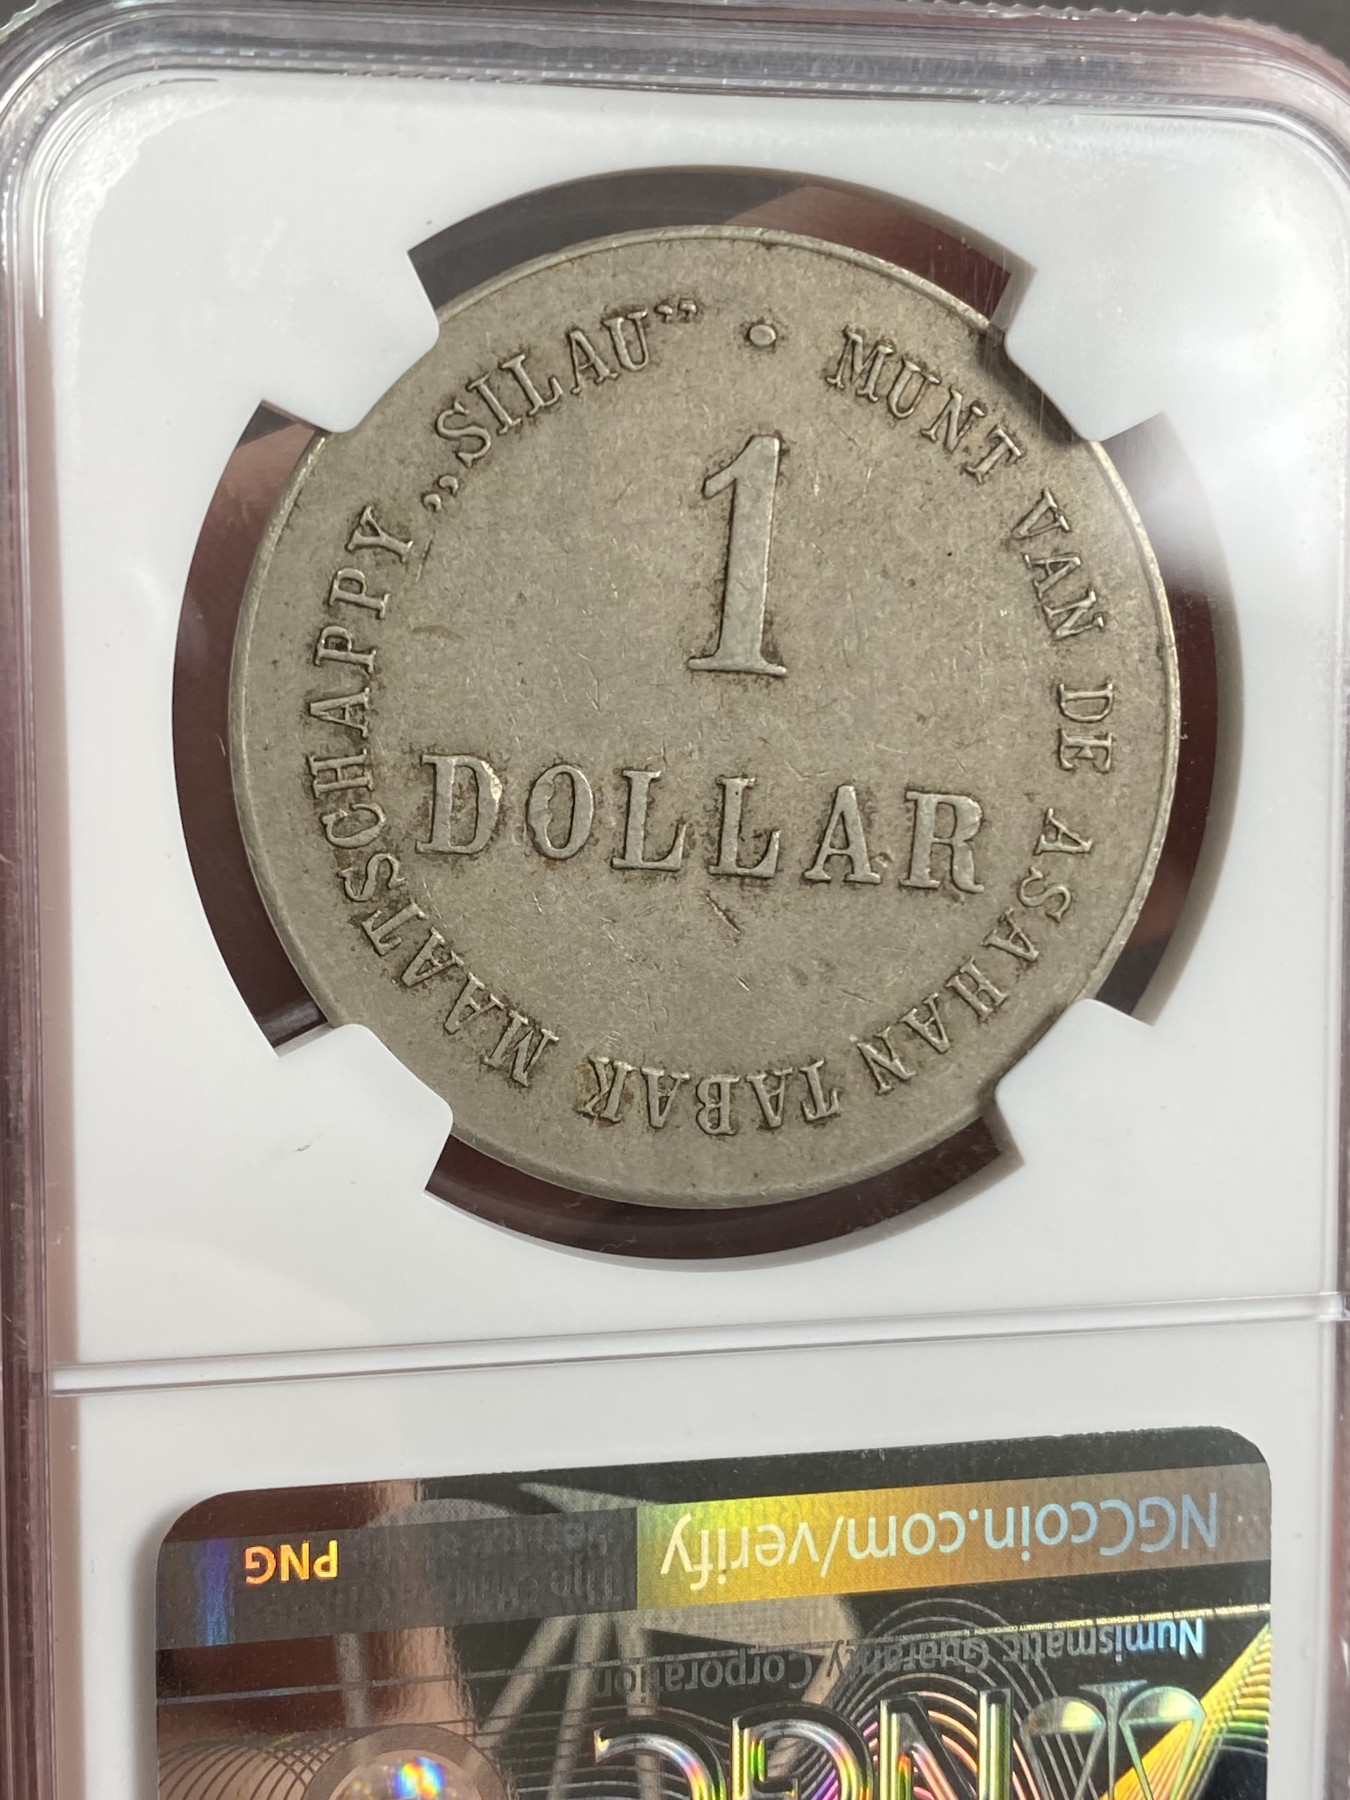 MUNT VAN DE ASAHAN TABAK MAATSCHAPPY „SILAU” •
1
DOLLAR
NGC
Numismatic Guaranty Corporation
NGCcoin.com/verify
PNG